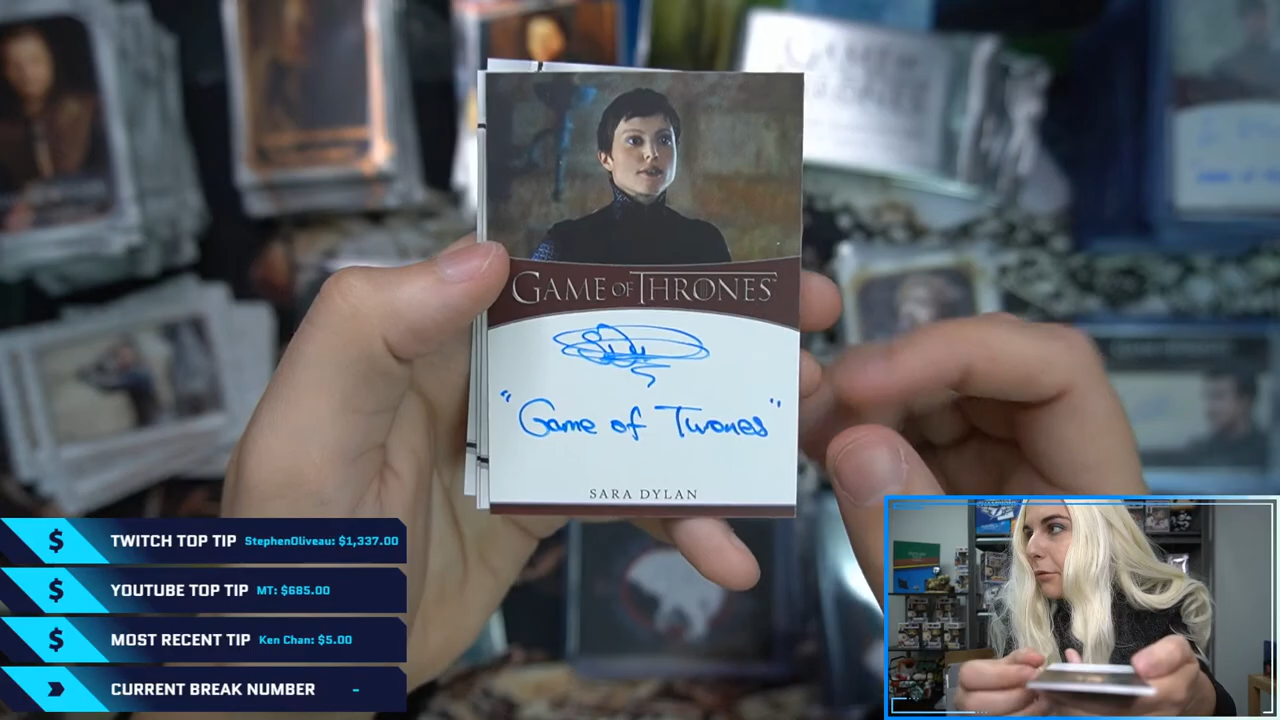 GAME OF THRONES
"Game of Thrones"
SARA DYLAN
$ TWITCH TOP TIP StephenOliveau: $1,337.00
$ YOUTUBE TOP TIP MT: $685.00
$ MOST RECENT TIP Ken Chan: $5.00
CURRENT BREAK NUMBER -